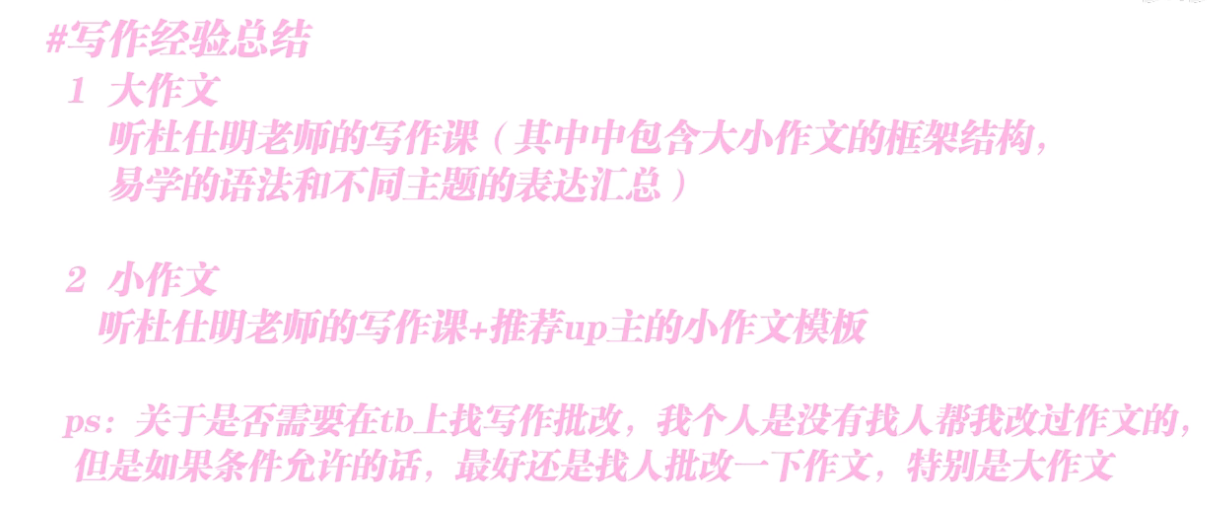 #写作经验总结
1 大作文
听杜仕明老师的写作课（其中中包含大小作文的框架结构，
易学的语法和不同主题的表达汇总）
2 小作文
听杜仕明老师的写作课+推荐up主的小作文模板
ps：关于是否需要在tb上找写作批改，我个人是没有找人帮我改过作文的，
但是如果条件允许的话，最好还是找人批改一下作文，特别是大作文